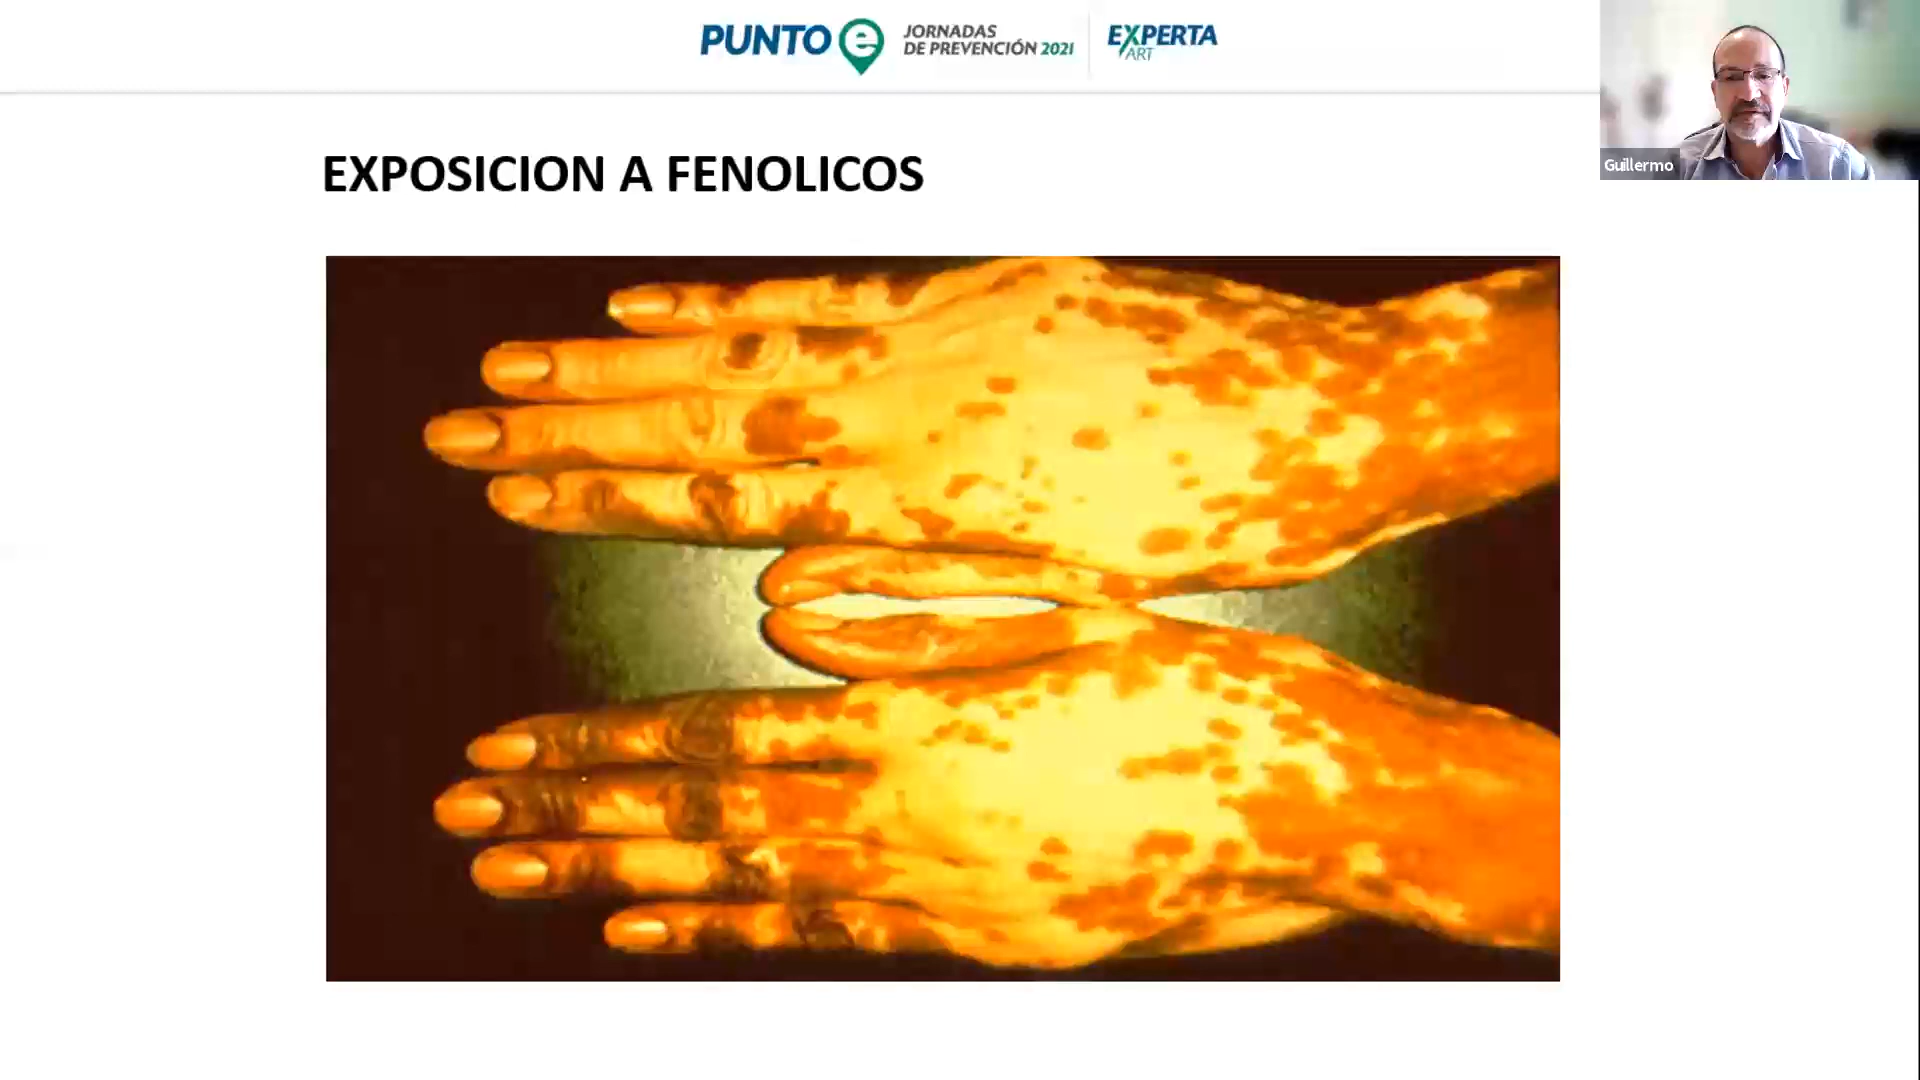 PUNTO e
JORNADAS
DE PREVENCIÓN 2021
EXPERTA
ART
Guillermo
EXPOSICION A FENOLICOS